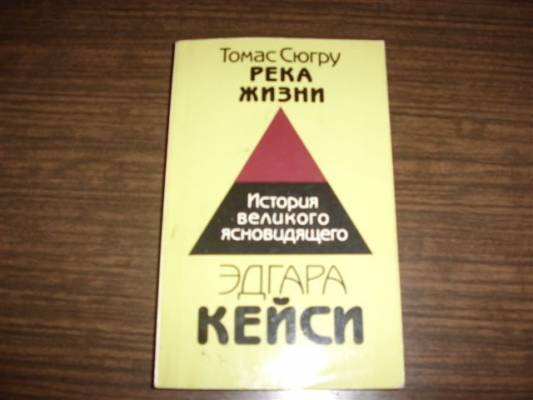 Томас Сюгру
РЕКА
ЖИЗНИ
История
великого
ясновидящего
ЭДГАРА
КЕЙСИ